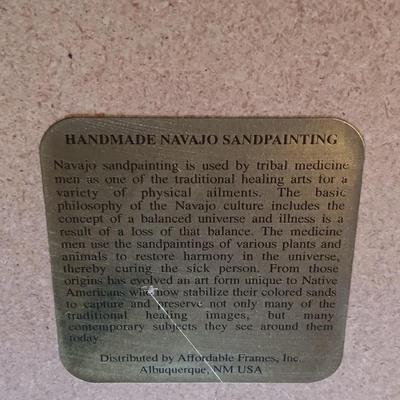 HANDMADE NAVAJO SANDPAINTING
Navajo sandpainting is used by tribal medicine
men as one of the traditional healing arts for a
variety of physical ailments. The basic
philosophy of the Navajo culture includes the
concept of a balanced universe and illness is a
result of a loss of that balance. The medicine
men use the sandpaintings of various plants and
animals to restore harmony in the universe,
thereby curing the sick person. From those
origins has evolved an art form unique to Native
Americans who now stabilize their colored sands
to capture and preserve not only many of the
traditional healing images, but many
contemporary subjects they see around them
today.
Distributed by Affordable Frames, Inc.
Albuquerque, NM USA